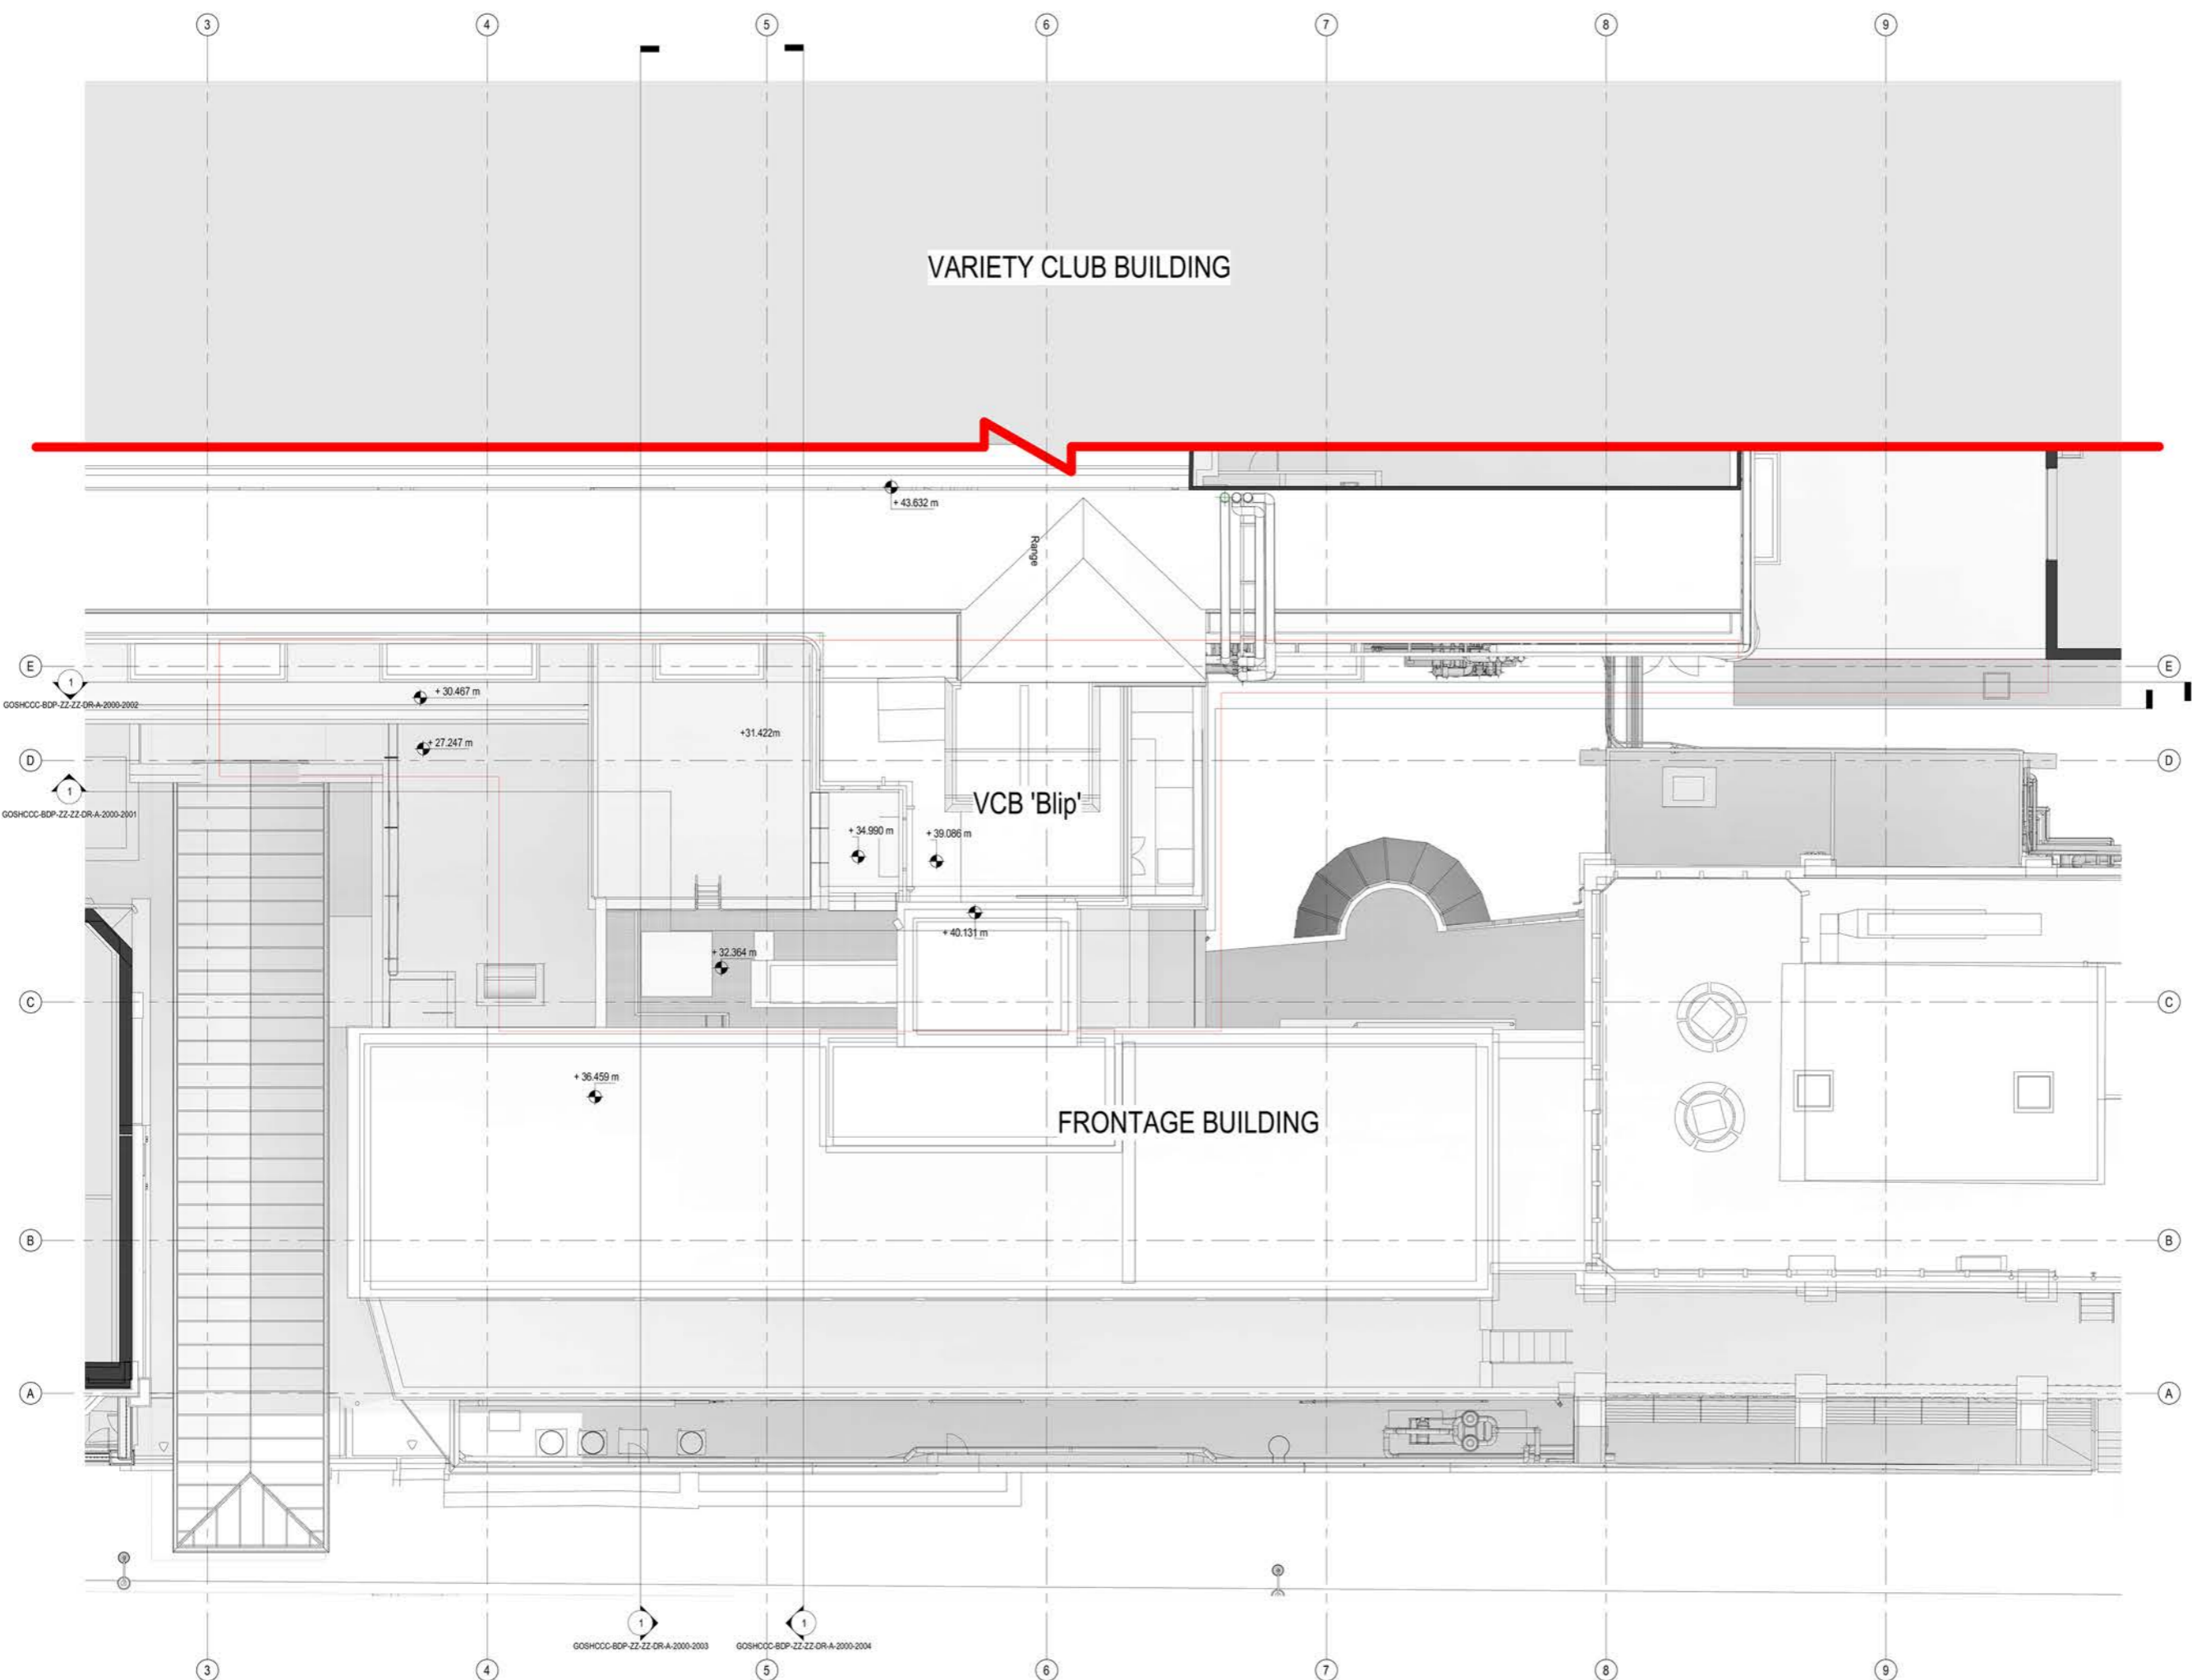 3 4 5 6 7 8 9
VARIETY CLUB BUILDING
+ 43.632 m
Range
E E
1
GOSHCCC-BDP-ZZ-ZZ-DR-A-2000-2002
+ 30.467 m
+ 27.247 m
+31.422m
D D
1
GOSHCCC-BDP-ZZ-ZZ-DR-A-2000-2001
VCB 'Blip'
+ 34.990 m
+ 39.086 m
+ 40.131 m
+ 32.364 m
C C
+ 36.459 m
FRONTAGE BUILDING
B B
A A
1 1
GOSHCCC-BDP-ZZ-ZZ-DR-A-2000-2003 GOSHCCC-BDP-ZZ-ZZ-DR-A-2000-2004
3 4 5 6 7 8 9